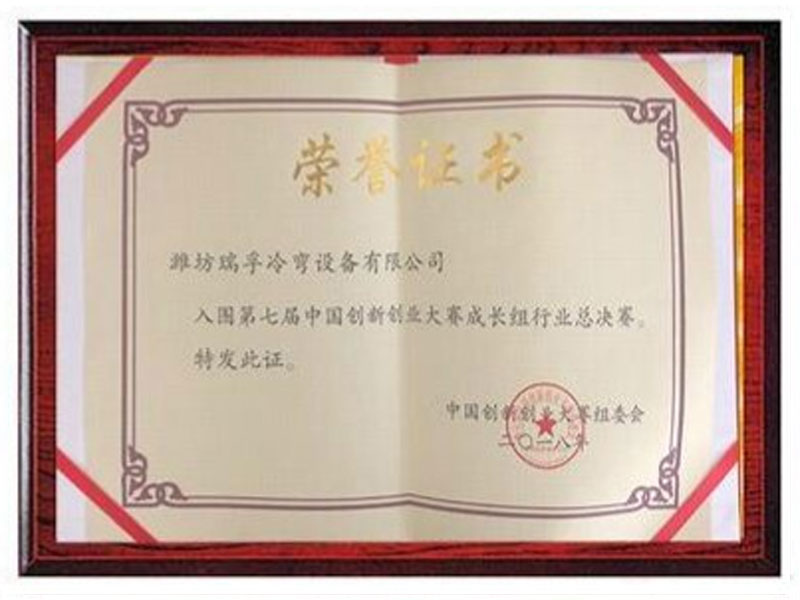 荣誉证书
潍坊瑞孚冷弯设备有限公司
入围第七届中国创新创业大赛成长组行业总决赛。
特发此证。
中国创新创业大赛组委会
二〇一八年